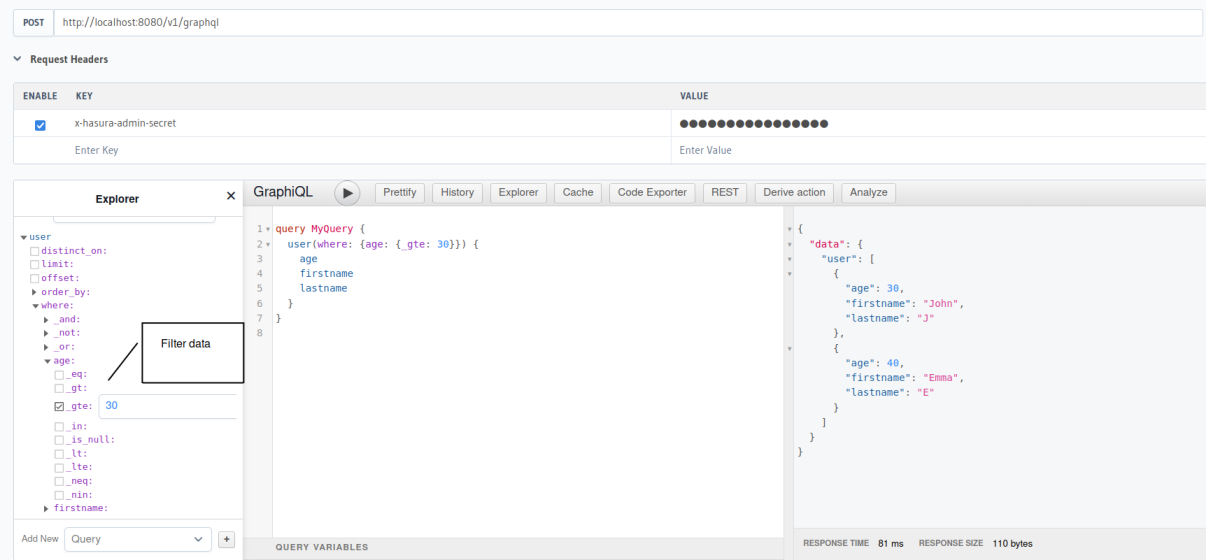 POST http://localhost:8080/v1/graphql
Request Headers
ENABLE KEY VALUE
x-hasura-admin-secret ●●●●●●●●●●●●●●●●
Enter Key Enter Value
Explorer ✕
user
distinct_on:
limit:
offset:
order_by:
where:
_and:
_not:
_or:
age:
_eq:
_gt:
_gte: 30
_in:
_is_null:
_lt:
_lte:
_neq:
_nin:
firstname:
Add New Query +
Filter data
GraphiQL Prettify History Explorer Cache Code Exporter REST Derive action Analyze
1 query MyQuery {
2   user(where: {age: {_gte: 30}}) {
3     age
4     firstname
5     lastname
6   }
7 }
8
QUERY VARIABLES
{
  "data": {
    "user": [
      {
        "age": 30,
        "firstname": "John",
        "lastname": "J"
      },
      {
        "age": 40,
        "firstname": "Emma",
        "lastname": "E"
      }
    ]
  }
}
RESPONSE TIME 81 ms RESPONSE SIZE 110 bytes